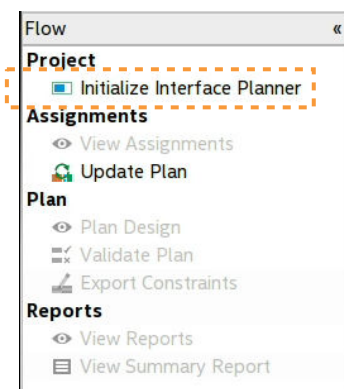 Flow «
Project
Initialize Interface Planner
Assignments
View Assignments
Update Plan
Plan
Plan Design
Validate Plan
Export Constraints
Reports
View Reports
View Summary Report